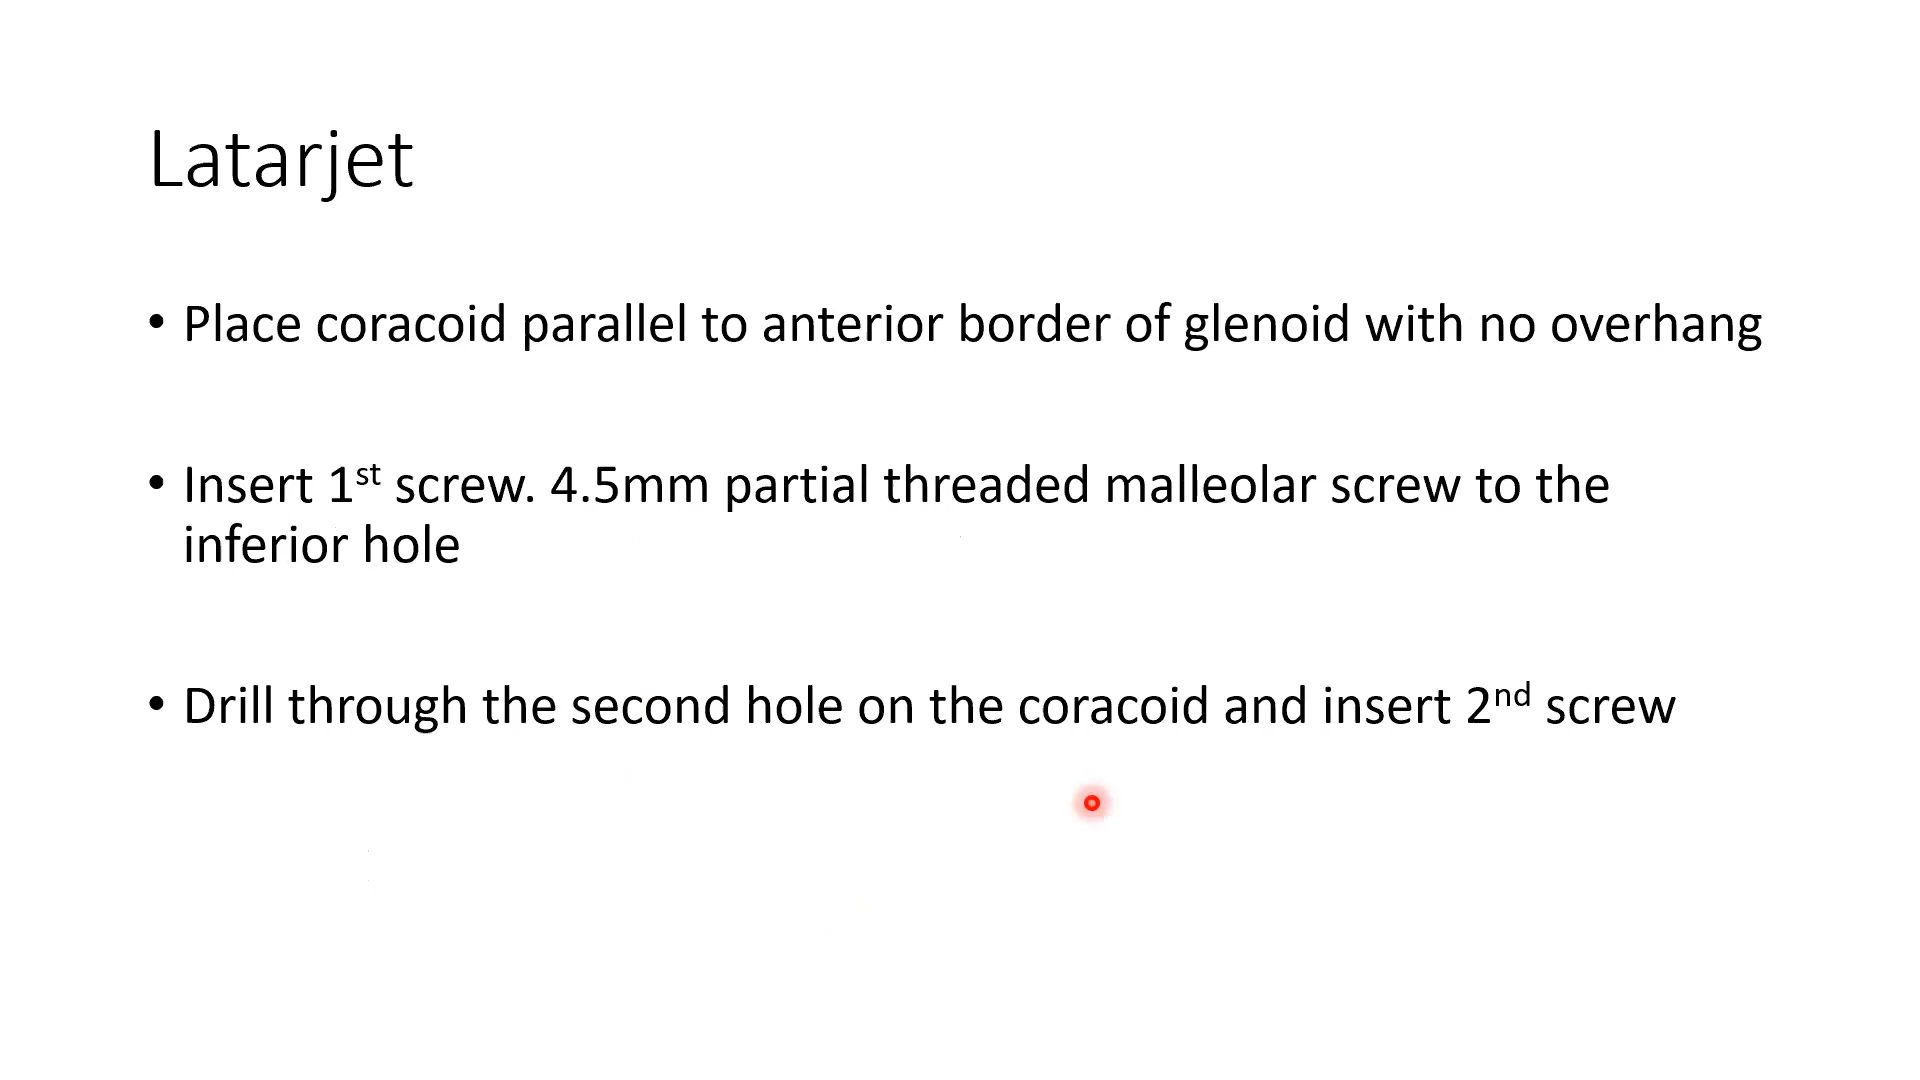 Latarjet
• Place coracoid parallel to anterior border of glenoid with no overhang
• Insert 1st screw. 4.5mm partial threaded malleolar screw to the
inferior hole
• Drill through the second hole on the coracoid and insert 2nd screw